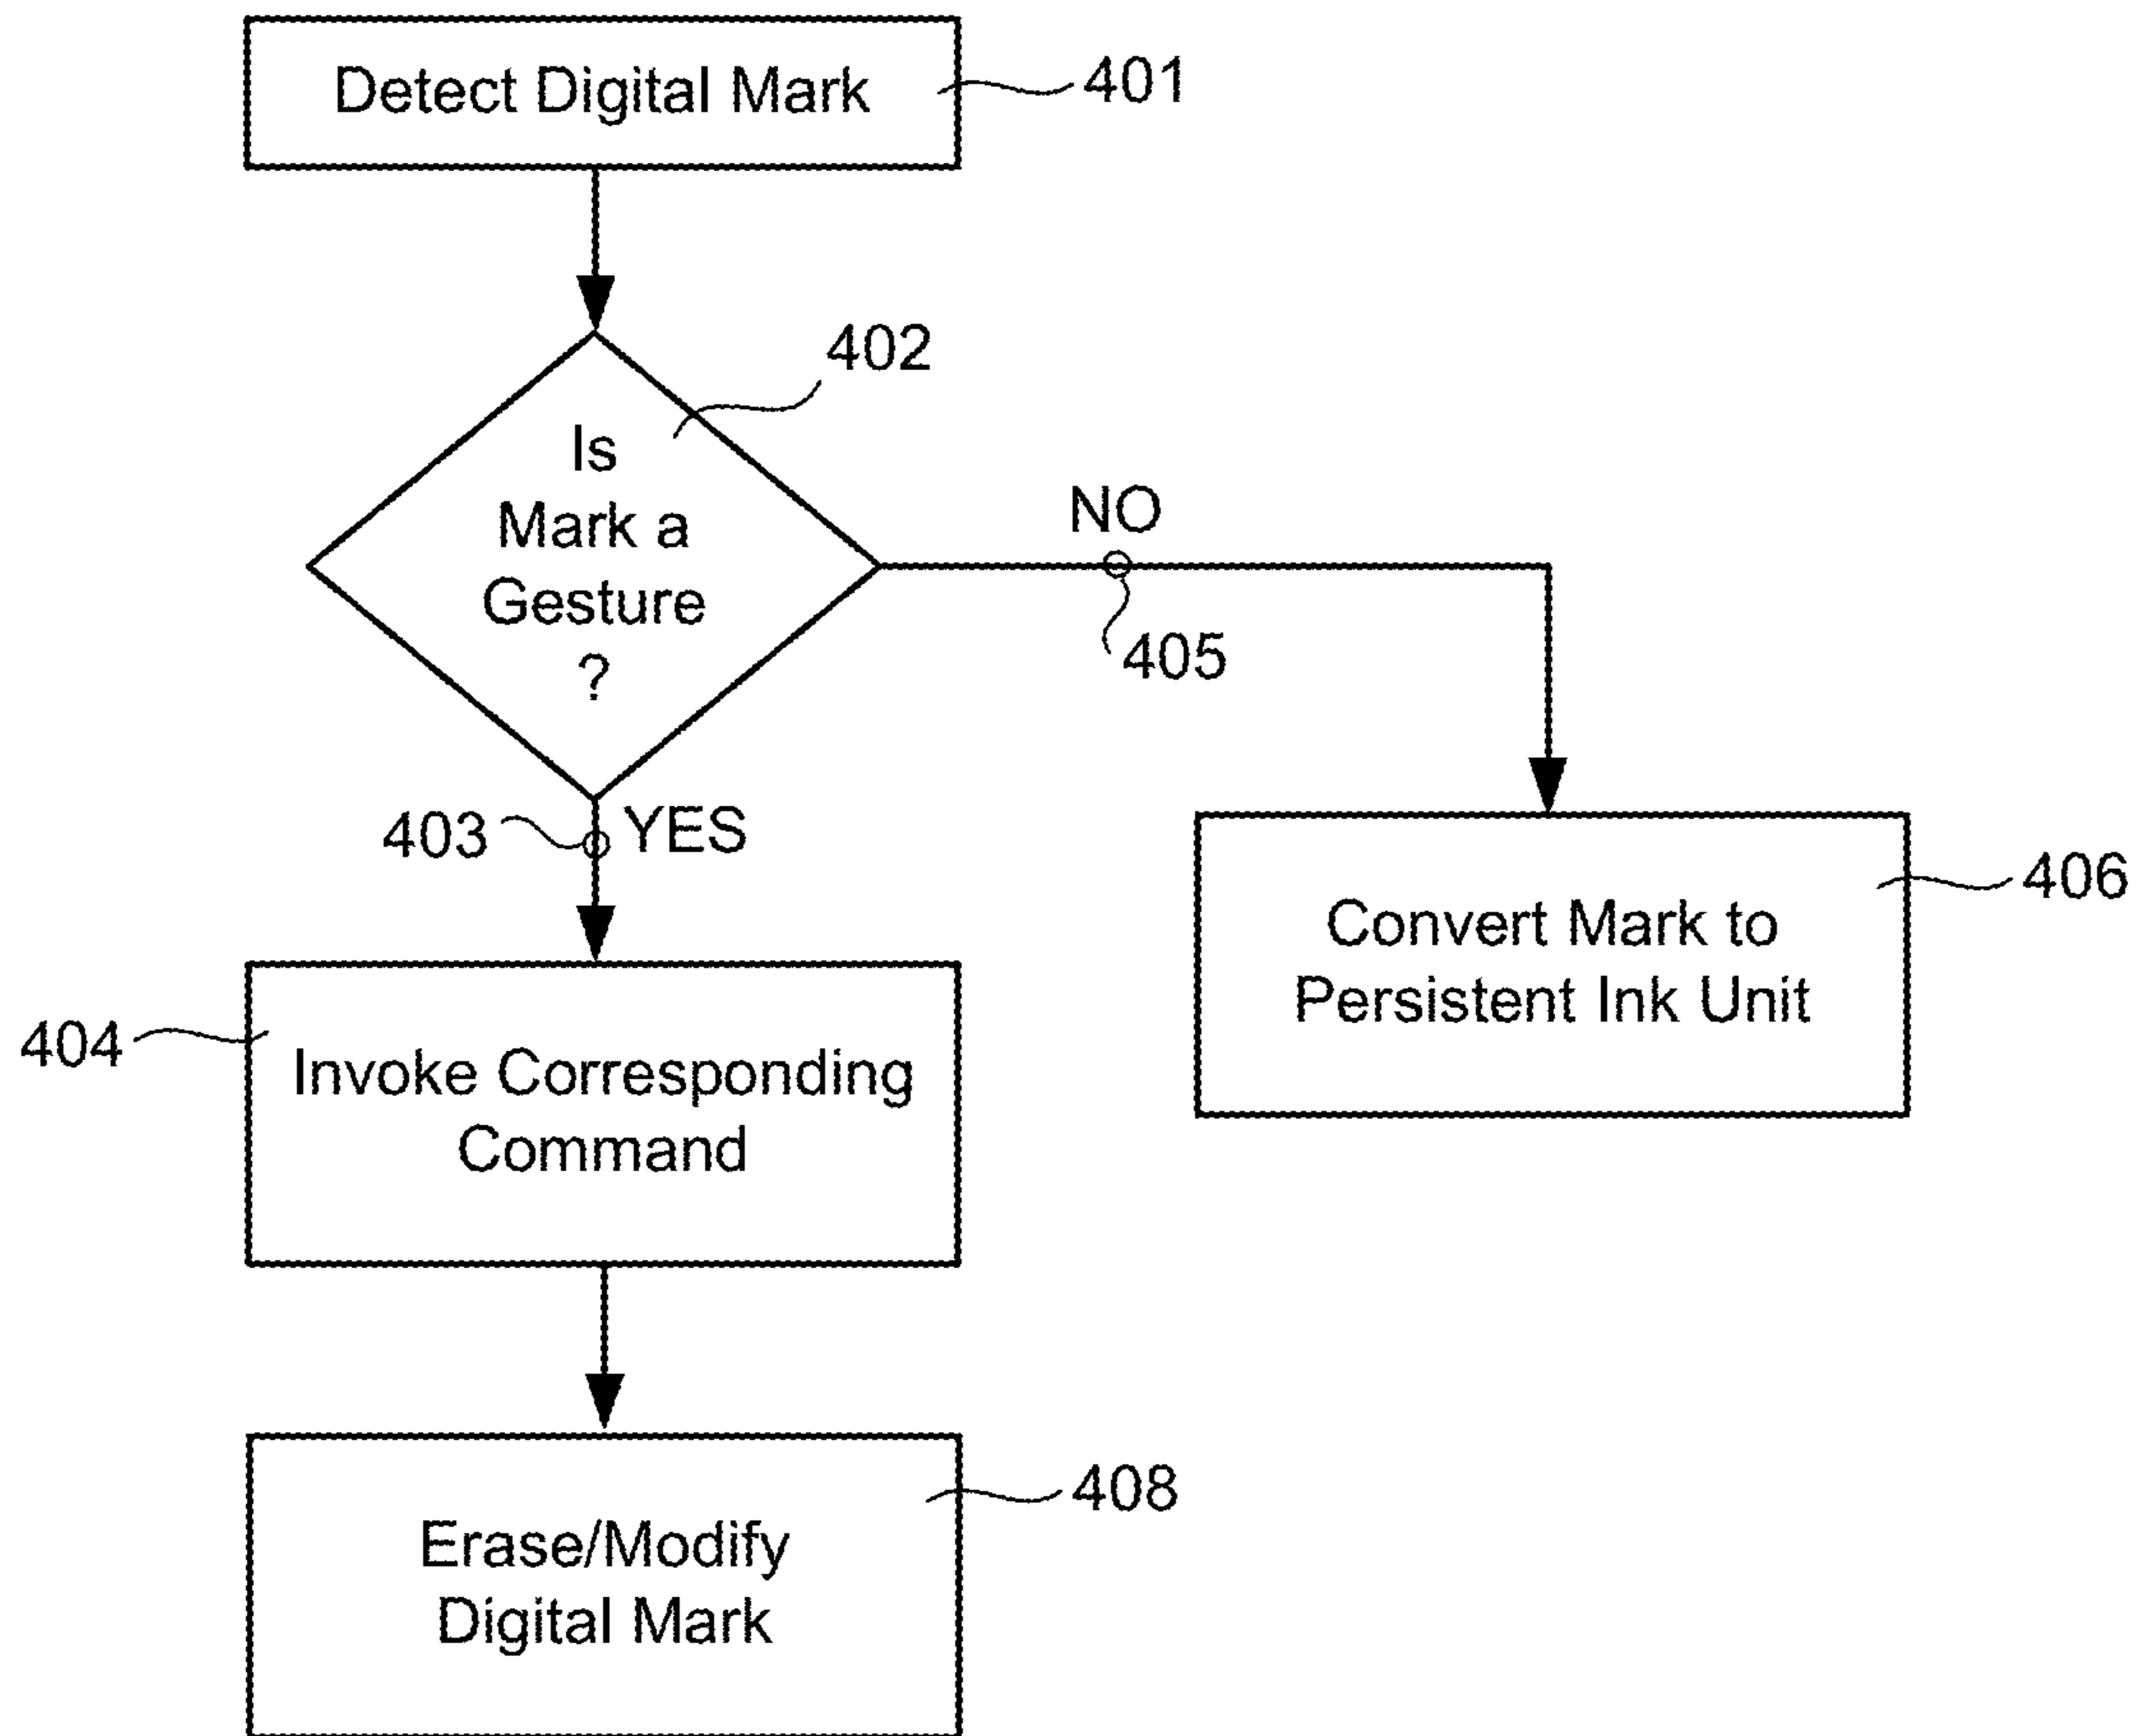 Detect Digital Mark
401
402
Is
Mark a
Gesture
?
NO
405
403
YES
404
Invoke Corresponding
Command
406
Convert Mark to
Persistent Ink Unit
408
Erase/Modify
Digital Mark